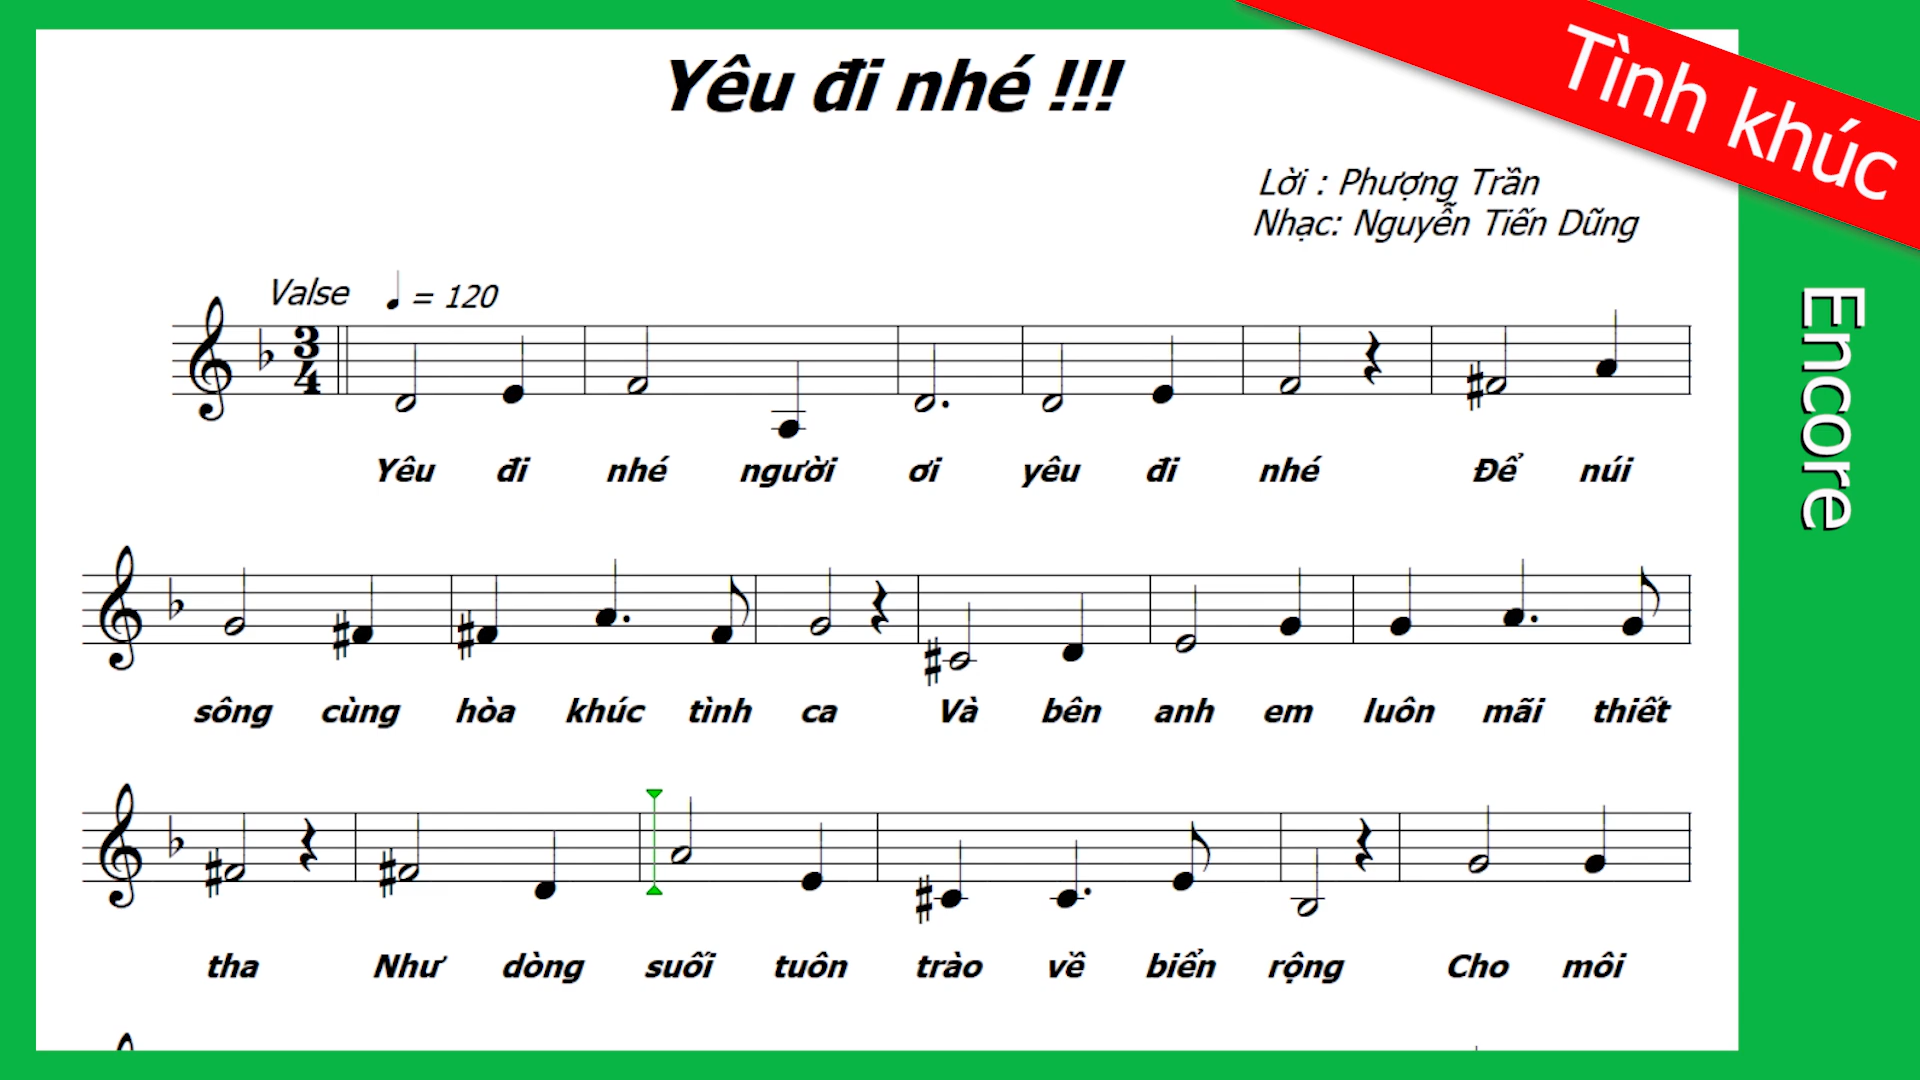 Yêu đi nhé !!!
Tình khúc
Lời : Phượng Trần
Nhạc: Nguyễn Tiến Dũng
Encore
Valse = 120
3
4
Yêu đi nhé người ơi yêu đi nhé Để núi
sông cùng hòa khúc tình ca Và bên anh em luôn mãi thiết
tha Như dòng suối tuôn trào về biển rộng Cho môi